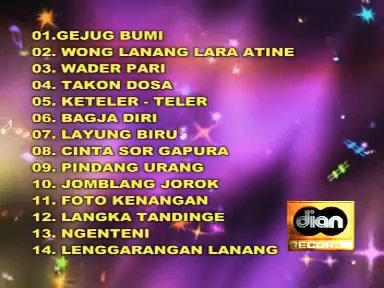 01.GEJUG BUMI
02. WONG LANANG LARA ATINE
03. WADER PARI
04. TAKON DOSA
05. KETELER - TELER
06. BAGJA DIRI
07. LAYUNG BIRU
08. CINTA SOR GAPURA
09. PINDANG URANG
10. JOMBLANG JOROK
11. FOTO KENANGAN
12. LANGKA TANDINGE
13. NGENTENI
14. LENGGARANGAN LANANG
dian
RECORD